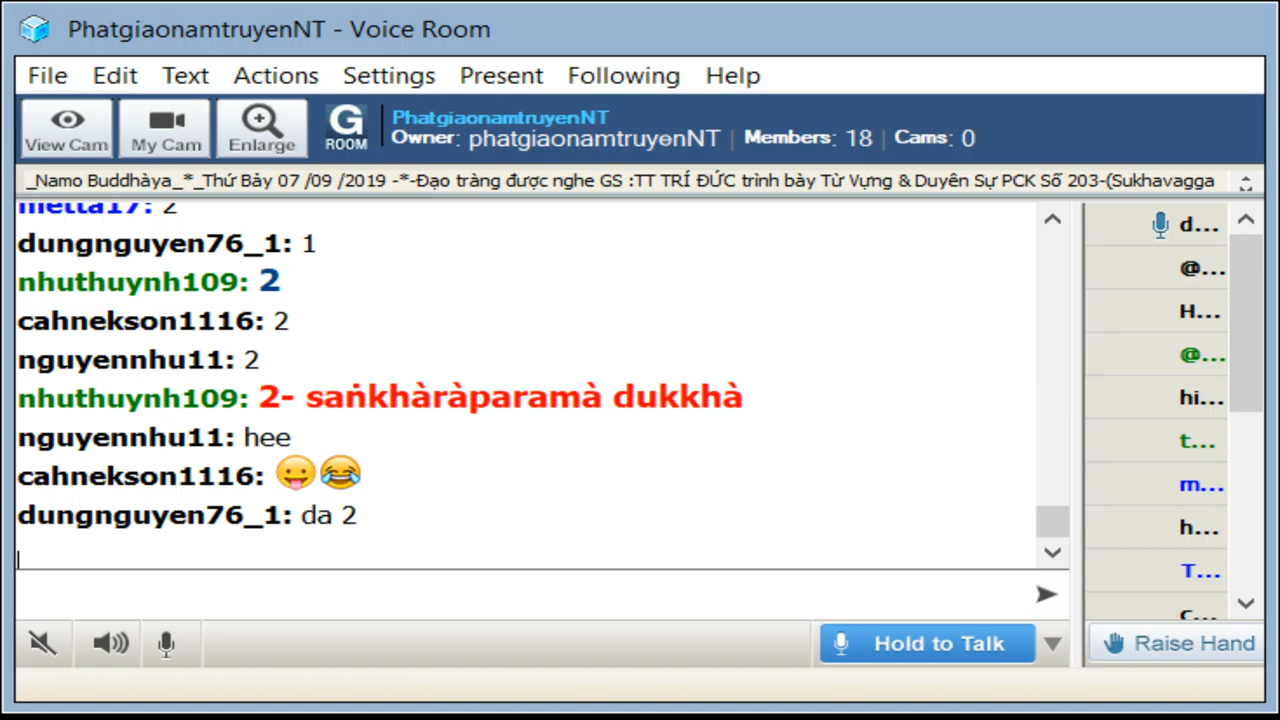 PhatgiaonamtruyenNT - Voice Room
File Edit Text Actions Settings Present Following Help
View Cam My Cam Enlarge G ROOM
PhatgiaonamtruyenNT
Owner: phatgiaonamtruyenNT | Members: 18 | Cams: 0
_Namo Buddhàya_*_Thứ Bảy 07 /09 /2019 -*-Đạo tràng được nghe GS :TT TRÍ ĐỨC trình bày Từ Vựng & Duyên Sự PCK Số 203-(Sukhavagga
metta17: 2
dungnguyen76_1: 1
nhuthuynh109: 2
cahnekson1116: 2
nguyennhu11: 2
nhuthuynh109: 2- saṅkhàràparamà dukkhà
nguyennhu11: hee
cahnekson1116: 😛😂
dungnguyen76_1: da 2
d...
@...
H...
@...
hi...
t...
m...
h...
T...
c...
Hold to Talk
Raise Hand